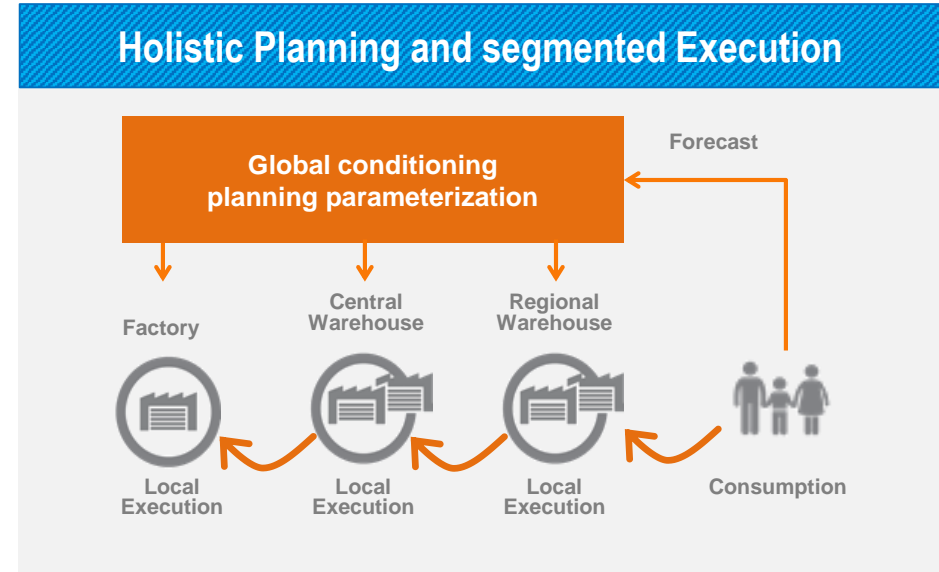 Holistic Planning and segmented Execution
Forecast
Global conditioning
planning parameterization
Factory
Central
Warehouse
Regional
Warehouse
Local
Execution
Local
Execution
Local
Execution
Consumption